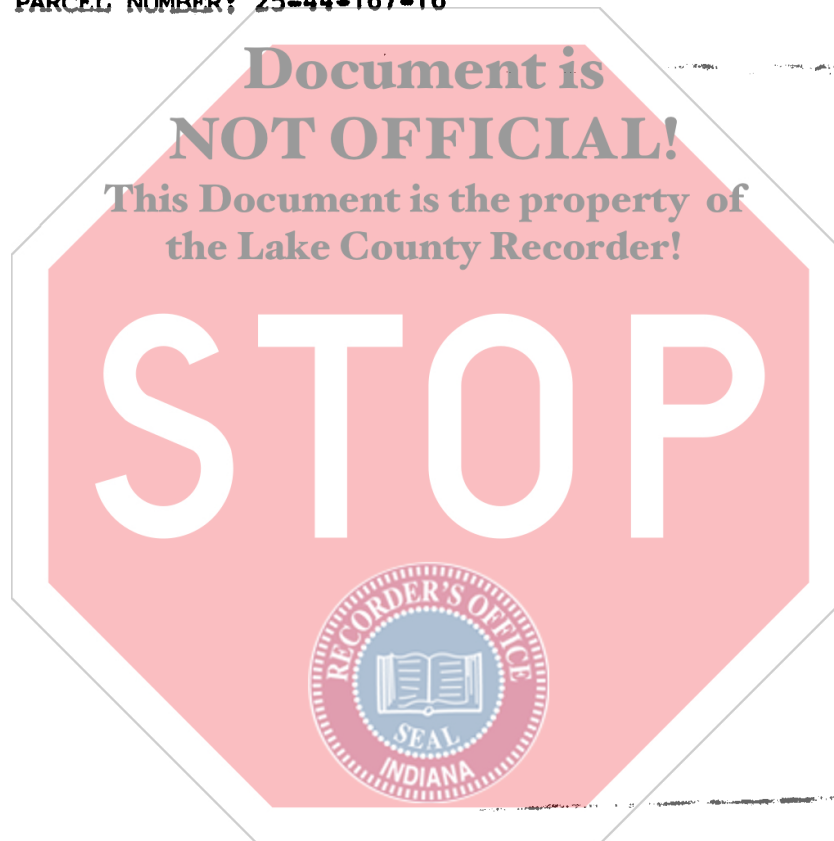 PARCEL NUMBER: 25-44-167-16
Document is
NOT OFFICIAL!
This Document is the property of
the Lake County Recorder!
STOP
RECORDER'S OFFICE
SEAL
INDIANA